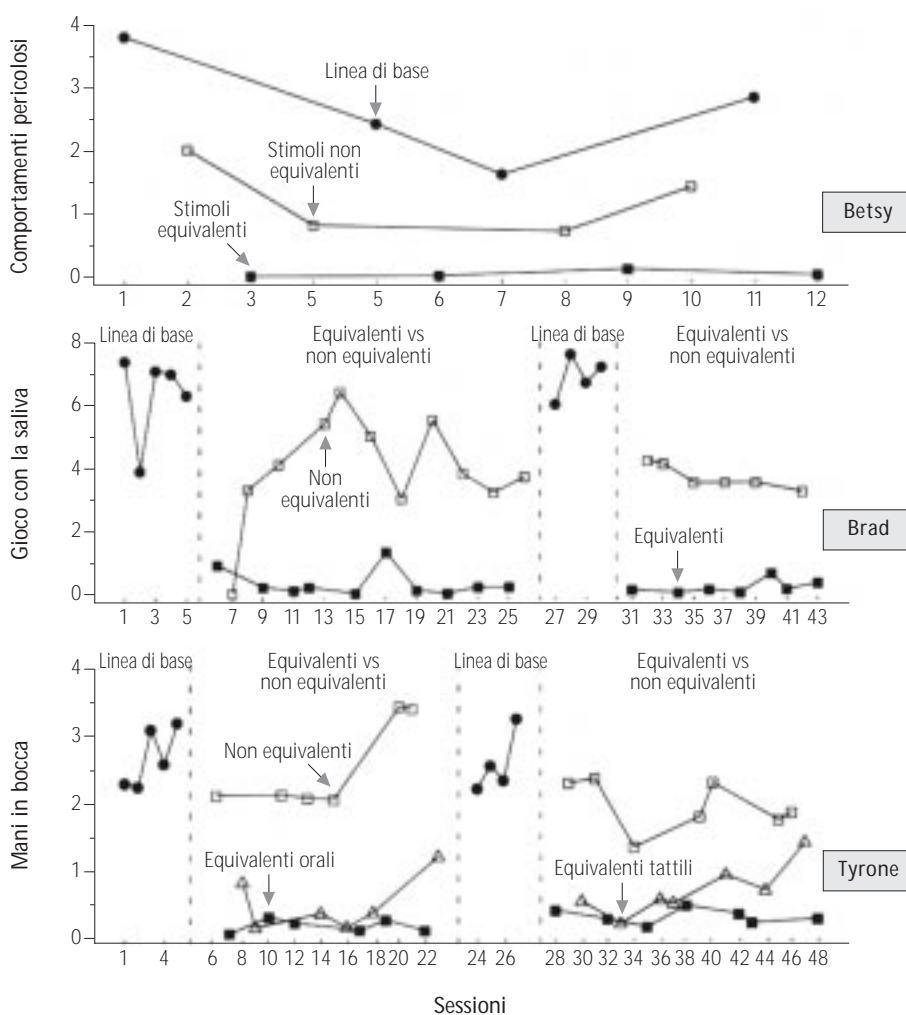 Comportamenti pericolosi
4
3
2
1
0
Linea di base
Stimoli non
equivalenti
Stimoli
equivalenti
Betsy
1 2 3 5 5 6 7 8 9 10 11 12
Gioco con la saliva
8
6
4
2
0
Linea di base
Equivalenti vs
non equivalenti
Linea di base
Equivalenti vs
non equivalenti
Non
equivalenti
Equivalenti
Brad
1 3 5 7 9 11 13 15 17 19 21 23 25 27 29 31 33 35 37 39 41 43
Mani in bocca
4
3
2
1
0
Linea di base
Equivalenti vs
non equivalenti
Linea di base
Equivalenti vs
non equivalenti
Non equivalenti
Equivalenti orali
Equivalenti tattili
Tyrone
1 4 6 8 10 12 14 16 18 20 22 24 26 28 30 32 34 36 38 40 42 44 46 48
Sessioni